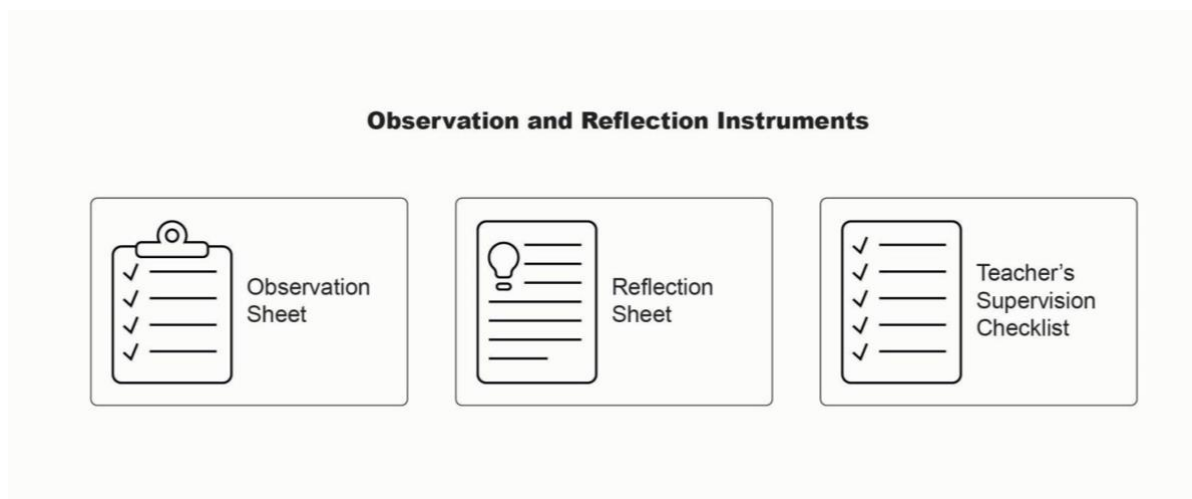 Observation and Reflection Instruments
Observation
Sheet
Reflection
Sheet
Teacher’s
Supervision
Checklist